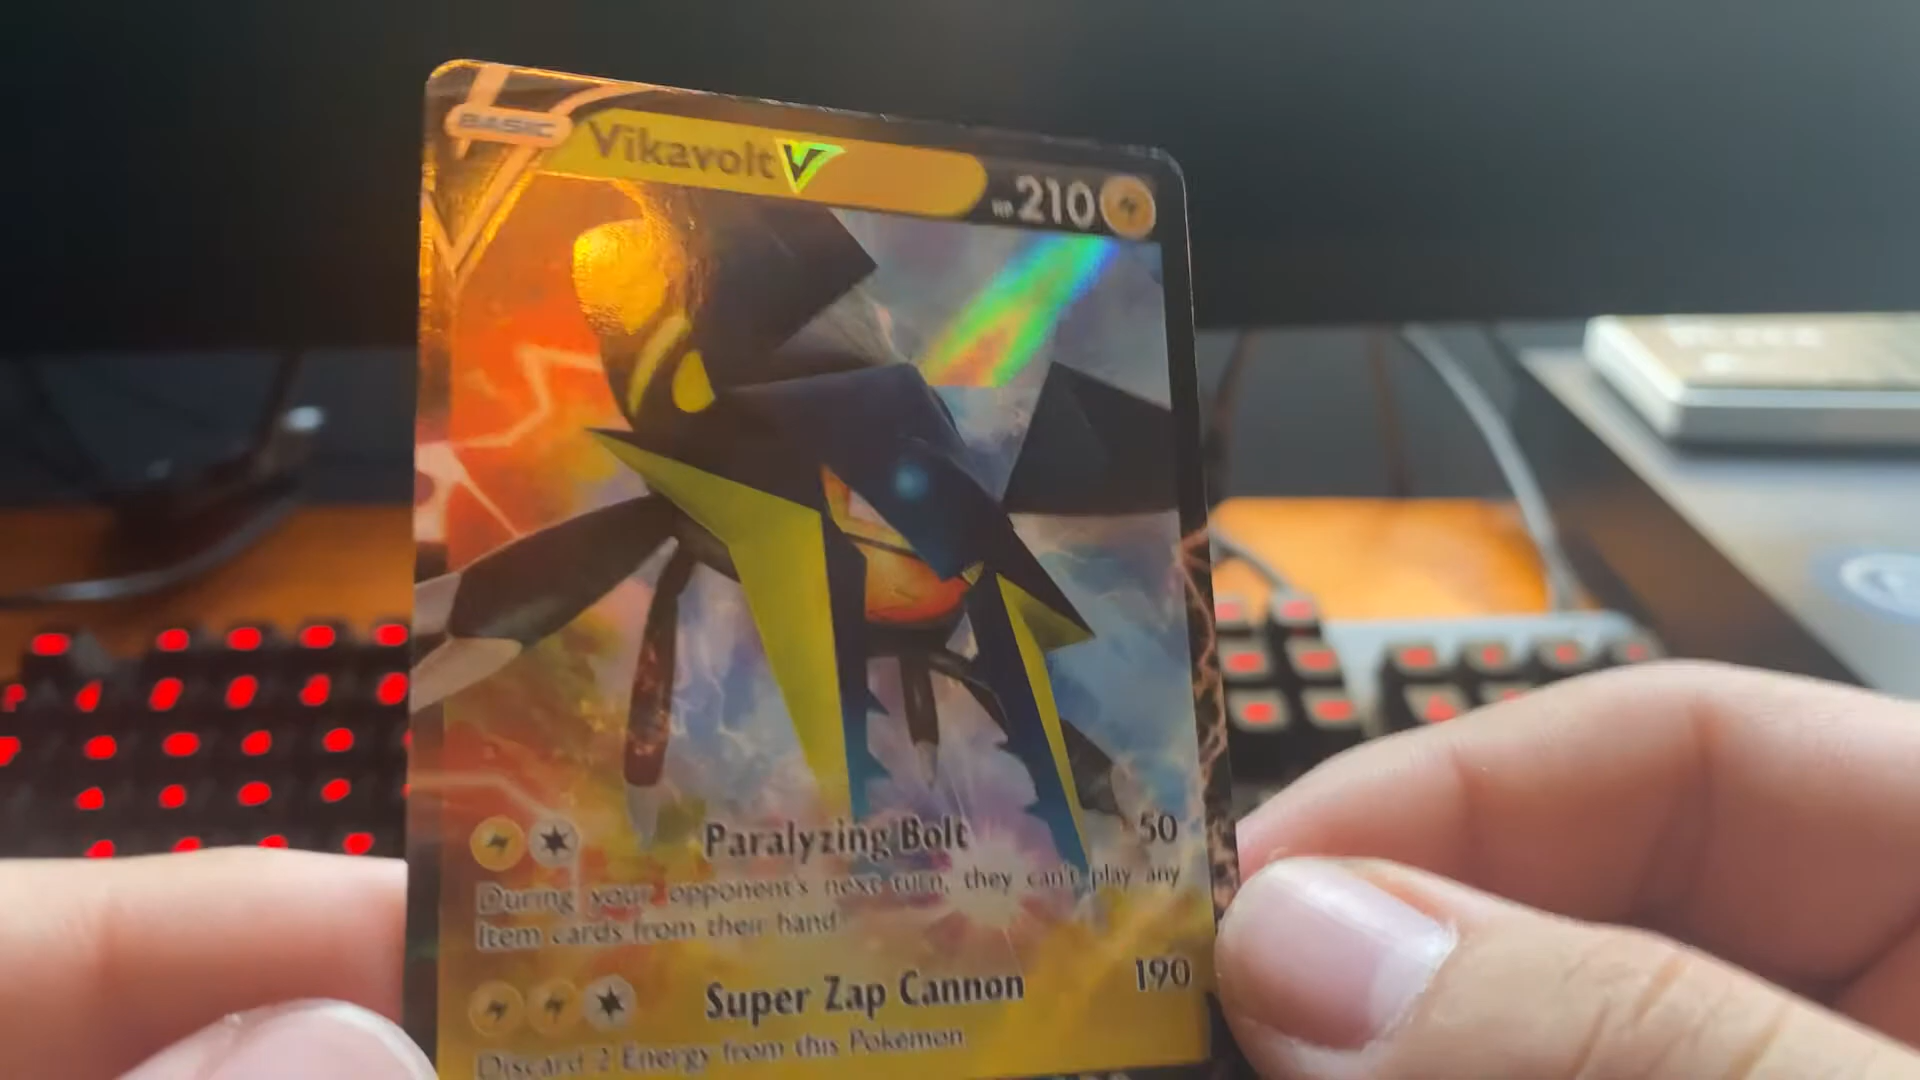 BASIC
Vikavolt V
HP 210
Paralyzing Bolt 50
During your opponent's next turn, they can't play any
Item cards from their hand.
Super Zap Cannon 190
Discard 2 Energy from this Pokémon.